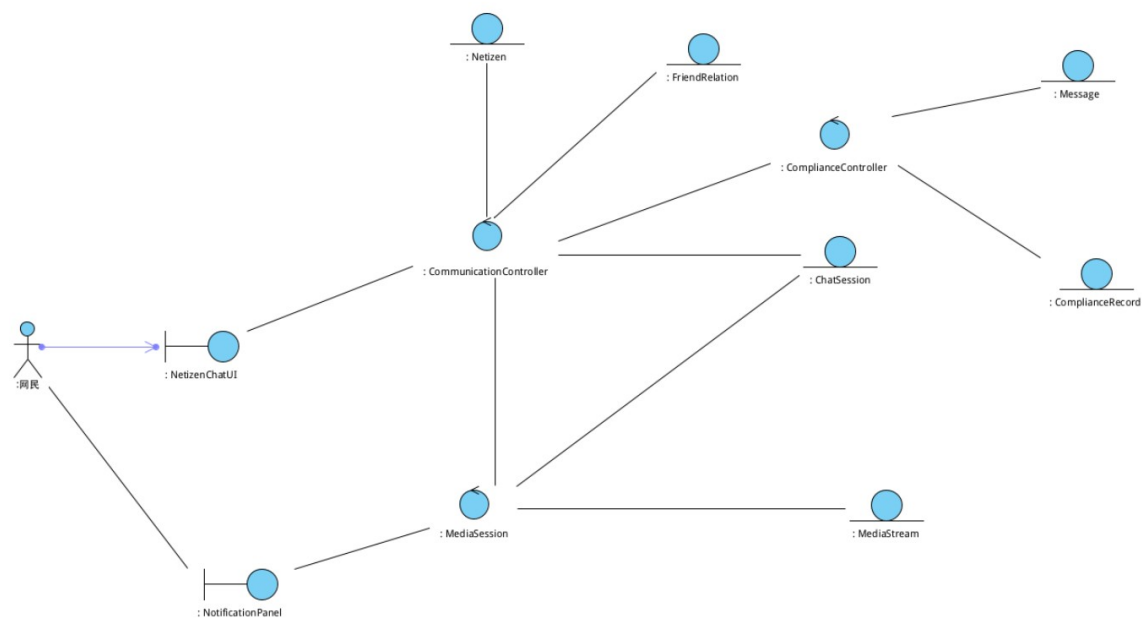 : Netizen
: FriendRelation
: Message
: ComplianceController
: CommunicationController
: ChatSession
: ComplianceRecord
: NetizenChatUI
:网民
: MediaSession
: MediaStream
: NotificationPanel